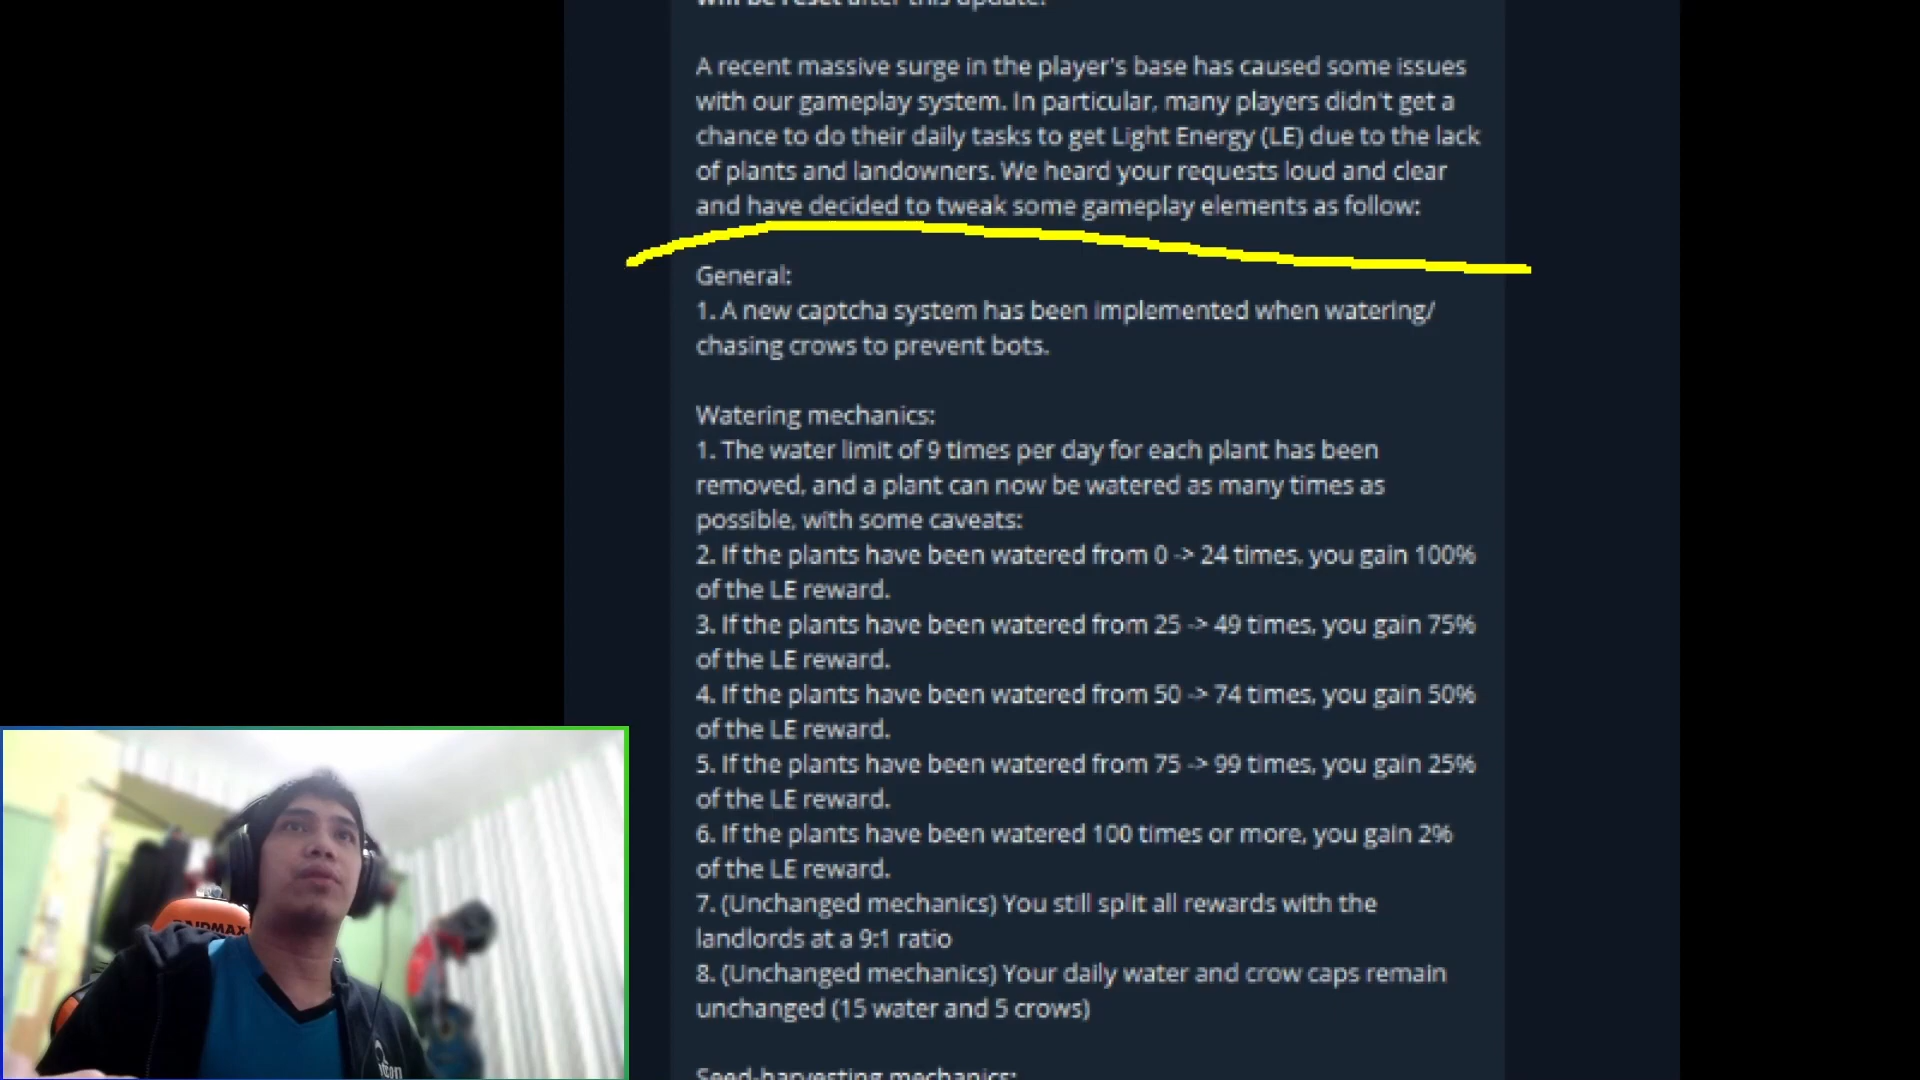 will be reset after this update.
A recent massive surge in the player's base has caused some issues
with our gameplay system. In particular, many players didn't get a
chance to do their daily tasks to get Light Energy (LE) due to the lack
of plants and landowners. We heard your requests loud and clear
and have decided to tweak some gameplay elements as follow:
General:
1. A new captcha system has been implemented when watering/
chasing crows to prevent bots.
Watering mechanics:
1. The water limit of 9 times per day for each plant has been
removed, and a plant can now be watered as many times as
possible, with some caveats:
2. If the plants have been watered from 0 -> 24 times, you gain 100%
of the LE reward.
3. If the plants have been watered from 25 -> 49 times, you gain 75%
of the LE reward.
4. If the plants have been watered from 50 -> 74 times, you gain 50%
of the LE reward.
5. If the plants have been watered from 75 -> 99 times, you gain 25%
of the LE reward.
6. If the plants have been watered 100 times or more, you gain 2%
of the LE reward.
7. (Unchanged mechanics) You still split all rewards with the
landlords at a 9:1 ratio
8. (Unchanged mechanics) Your daily water and crow caps remain
unchanged (15 water and 5 crows)
Seed-harvesting mechanics: